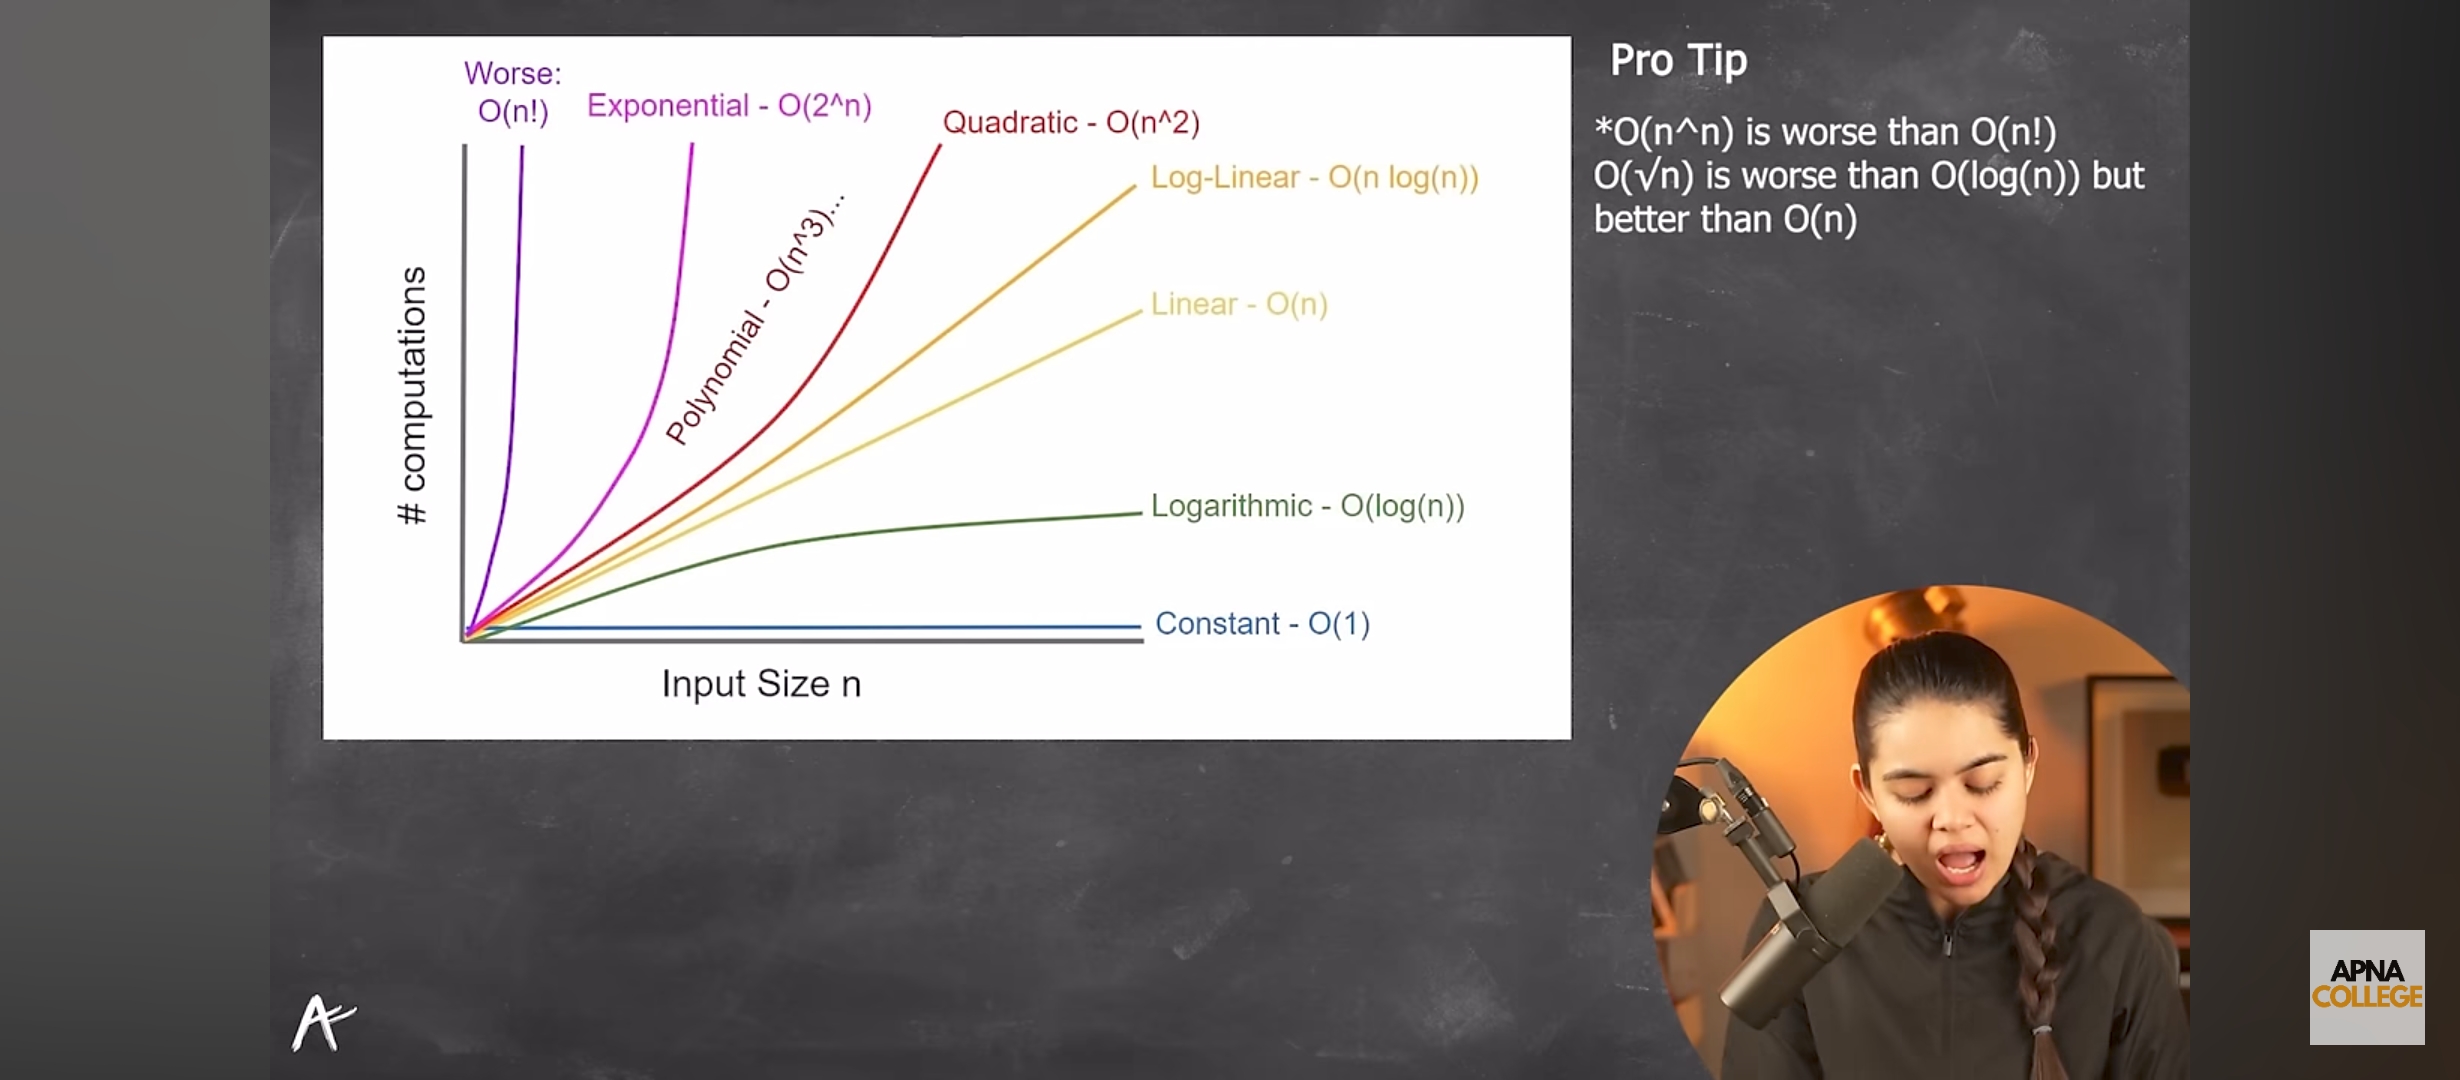 Worse:
O(n!)
Exponential - O(2^n)
Quadratic - O(n^2)
Log-Linear - O(n log(n))
Polynomial - O(n^3)...
Linear - O(n)
Logarithmic - O(log(n))
Constant - O(1)
# computations
Input Size n
Pro Tip
*O(n^n) is worse than O(n!)
O(√n) is worse than O(log(n)) but
better than O(n)
APNA
COLLEGE